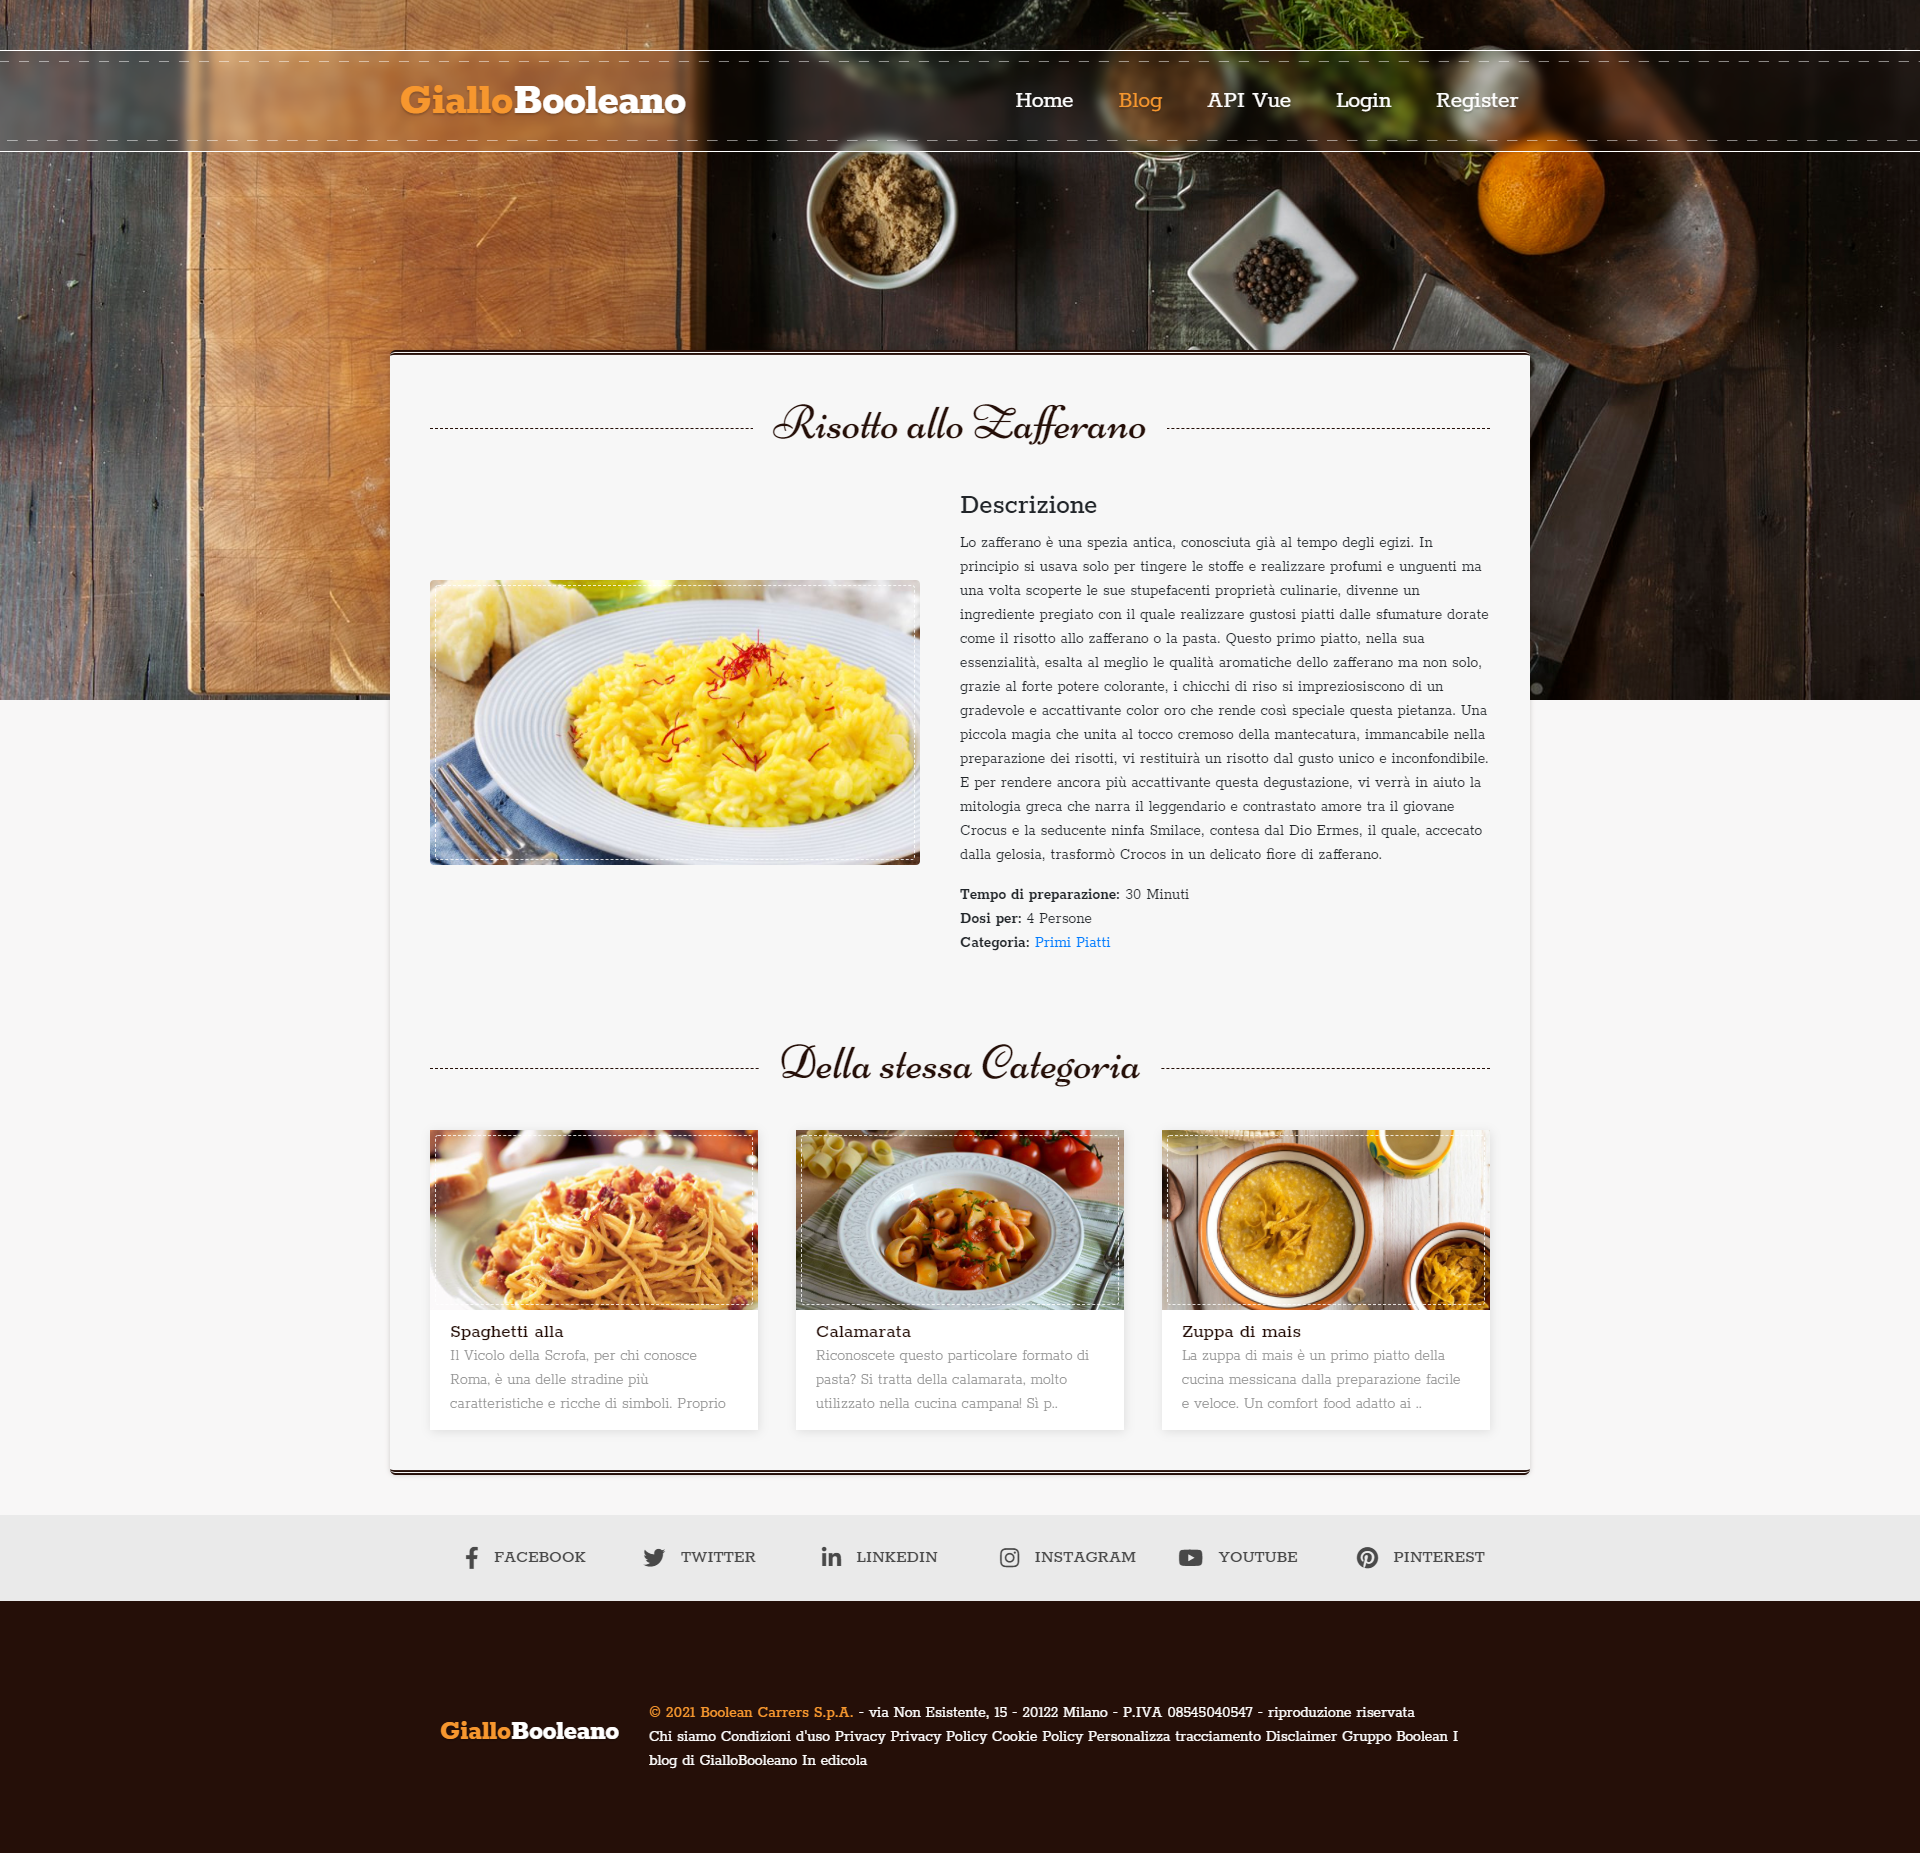 GialloBooleano
Home Blog API Vue Login Register
Risotto allo Zafferano
Descrizione
Lo zafferano è una spezia antica, conosciuta già al tempo degli egizi. In
principio si usava solo per tingere le stoffe e realizzare profumi e unguenti ma
una volta scoperte le sue stupefacenti proprietà culinarie, divenne un
ingrediente pregiato con il quale realizzare gustosi piatti dalle sfumature dorate
come il risotto allo zafferano o la pasta. Questo primo piatto, nella sua
essenzialità, esalta al meglio le qualità aromatiche dello zafferano ma non solo,
grazie al forte potere colorante, i chicchi di riso si impreziosiscono di un
gradevole e accattivante color oro che rende così speciale questa pietanza. Una
piccola magia che unita al tocco cremoso della mantecatura, immancabile nella
preparazione dei risotti, vi restituirà un risotto dal gusto unico e inconfondibile.
E per rendere ancora più accattivante questa degustazione, vi verrà in aiuto la
mitologia greca che narra il leggendario e contrastato amore tra il giovane
Crocus e la seducente ninfa Smilace, contesa dal Dio Ermes, il quale, accecato
dalla gelosia, trasformò Crocos in un delicato fiore di zafferano.
Tempo di preparazione: 30 Minuti
Dosi per: 4 Persone
Categoria: Primi Piatti
Della stessa Categoria
Spaghetti alla
Il Vicolo della Scrofa, per chi conosce
Roma, è una delle stradine più
caratteristiche e ricche di simboli. Proprio
Calamarata
Riconoscete questo particolare formato di
pasta? Si tratta della calamarata, molto
utilizzato nella cucina campana! Sì p..
Zuppa di mais
La zuppa di mais è un primo piatto della
cucina messicana dalla preparazione facile
e veloce. Un comfort food adatto ai ..
FACEBOOK TWITTER LINKEDIN INSTAGRAM YOUTUBE PINTEREST
GialloBooleano
© 2021 Boolean Carrers S.p.A. - via Non Esistente, 15 - 20122 Milano - P.IVA 08545040547 - riproduzione riservata
Chi siamo Condizioni d'uso Privacy Privacy Policy Cookie Policy Personalizza tracciamento Disclaimer Gruppo Boolean I
blog di GialloBooleano In edicola